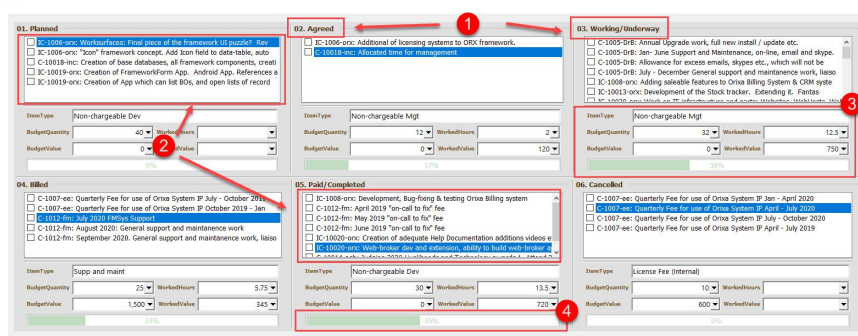 01. Planned
IC-1006-orx: Worksurfaces: Final piece of the framework UI puzzle? Rev
IC-1006-orx: "Icon" framework concept. Add Icon field to data-table, auto
C-10018-inc: Creation of base databases, all framework components, creati
IC-10019-orx: Creation of FrameworkForm App. Android App. References a
IC-10019-orx: Creation of App which can list BOs, and open lists of record
ItemType Non-chargeable Dev
BudgetQuantity 40 WorkedHours
BudgetValue 0
0%
2
02. Agreed
1
IC-1006-orx: Additional of licensing systems to ORX framework.
C-10018-inc: Allocated time for management
ItemType Non-chargeable Mgt
BudgetQuantity 12 WorkedHours 2
BudgetValue 0 WorkedValue 120
17%
03. Working/Underway
C-1005-DrB: Annual Upgrade work, full new install / update etc.
C-1005-DrB: Jan- June Support and Maintenance, on-line, email and skype.
C-1005-DrB: Allowance for excess emails, skypes etc., which will not be
C-1005-DrB: July - December General support and maintenance work, liaiso
IC-1008-orx: Adding saleable features to Orixa Billing System & CRM syste
IC-10013-orx: Development of the Stock tracker. Extending it. Fantas
3
ItemType Non-chargeable Mgt
BudgetQuantity 32 WorkedHours 12.5
BudgetValue 0 WorkedValue 750
39%
04. Billed
C-1007-ee: Quarterly Fee for use of Orixa System IP July - October 2019
C-1007-ee: Quarterly Fee for use of Orixa System IP October 2019 - Jan
C-1012-fm: July 2020 FMSys Support
C-1012-fm: August 2020: General support and maintanence work
C-1012-fm: September 2020. General support and maintanence work, liaiso
ItemType Supp and maint
BudgetQuantity 25 WorkedHours 5.75
BudgetValue 1,500 WorkedValue 345
23%
05. Paid/Completed
IC-1008-orx: Development, Bug-fixing & testing Orixa Billing system
C-1012-fm: April 2019 "on-call to fix" fee
C-1012-fm: May 2019 "on-call to fix" fee
C-1012-fm: June 2019 "on-call to fix" fee
IC-10020-orx: Creation of adequate Help Documentation additions videos e
IC-10020-orx: Web-broker dev and extension, ability to build web-broker a
ItemType Non-chargeable Dev
BudgetQuantity 30 WorkedHours 13.5
BudgetValue 0 WorkedValue 720
45%
4
06. Cancelled
C-1007-ee: Quarterly Fee for use of Orixa System IP Jan - April 2020
C-1007-ee: Quarterly Fee for use of Orixa System IP April - July 2020
C-1007-ee: Quarterly Fee for use of Orixa System IP July - October 2020
C-1007-ee: Quarterly Fee for use of Orixa System IP April - July 2019
ItemType License Fee (Internal)
BudgetQuantity 10 WorkedHours
BudgetValue 600 WorkedValue
0%